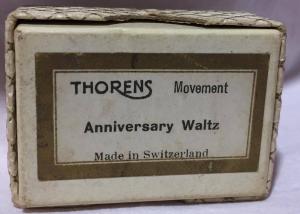 THORENS Movement
Anniversary Waltz
Made in Switzerland